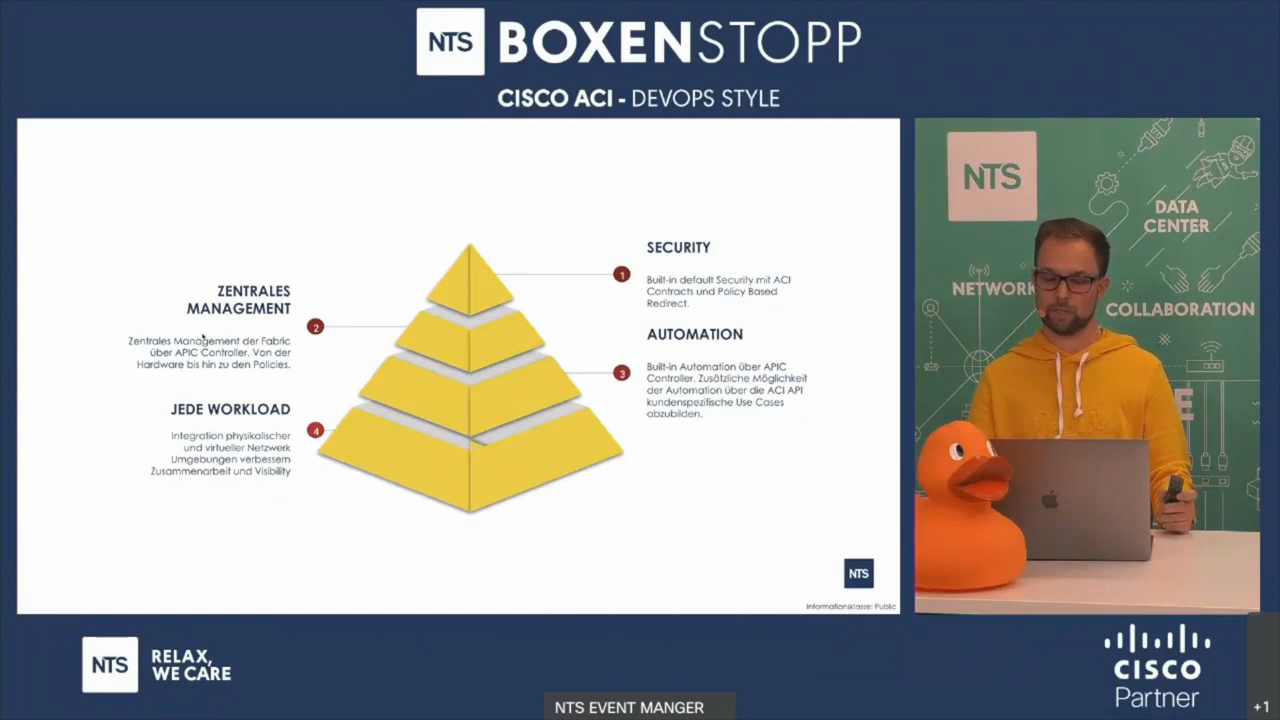 NTS
BOXENSTOPP
CISCO ACI - DEVOPS STYLE
ZENTRALES
MANAGEMENT
2
Zentrales Management der Fabric
über APIC Controller. Von der
Hardware bis hin zu den Policies.
JEDE WORKLOAD
4
Integration physikalischer
und virtueller Netzwerk
Umgebungen verbessern
Zusammenarbeit und Visibility
SECURITY
1
Built-in default Security mit ACI
Contracts und Policy Based
Redirect.
AUTOMATION
3
Built-in Automation über APIC
Controller. Zusätzliche Möglichkeit
der Automation über die ACI API
kundenspezifische Use Cases
abzubilden.
NTS
Informationsklasse: Public
NTS
DATA
CENTER
NETWORK
COLLABORATION
E
NTS
RELAX,
WE CARE
CISCO
Partner
NTS EVENT MANGER
+1